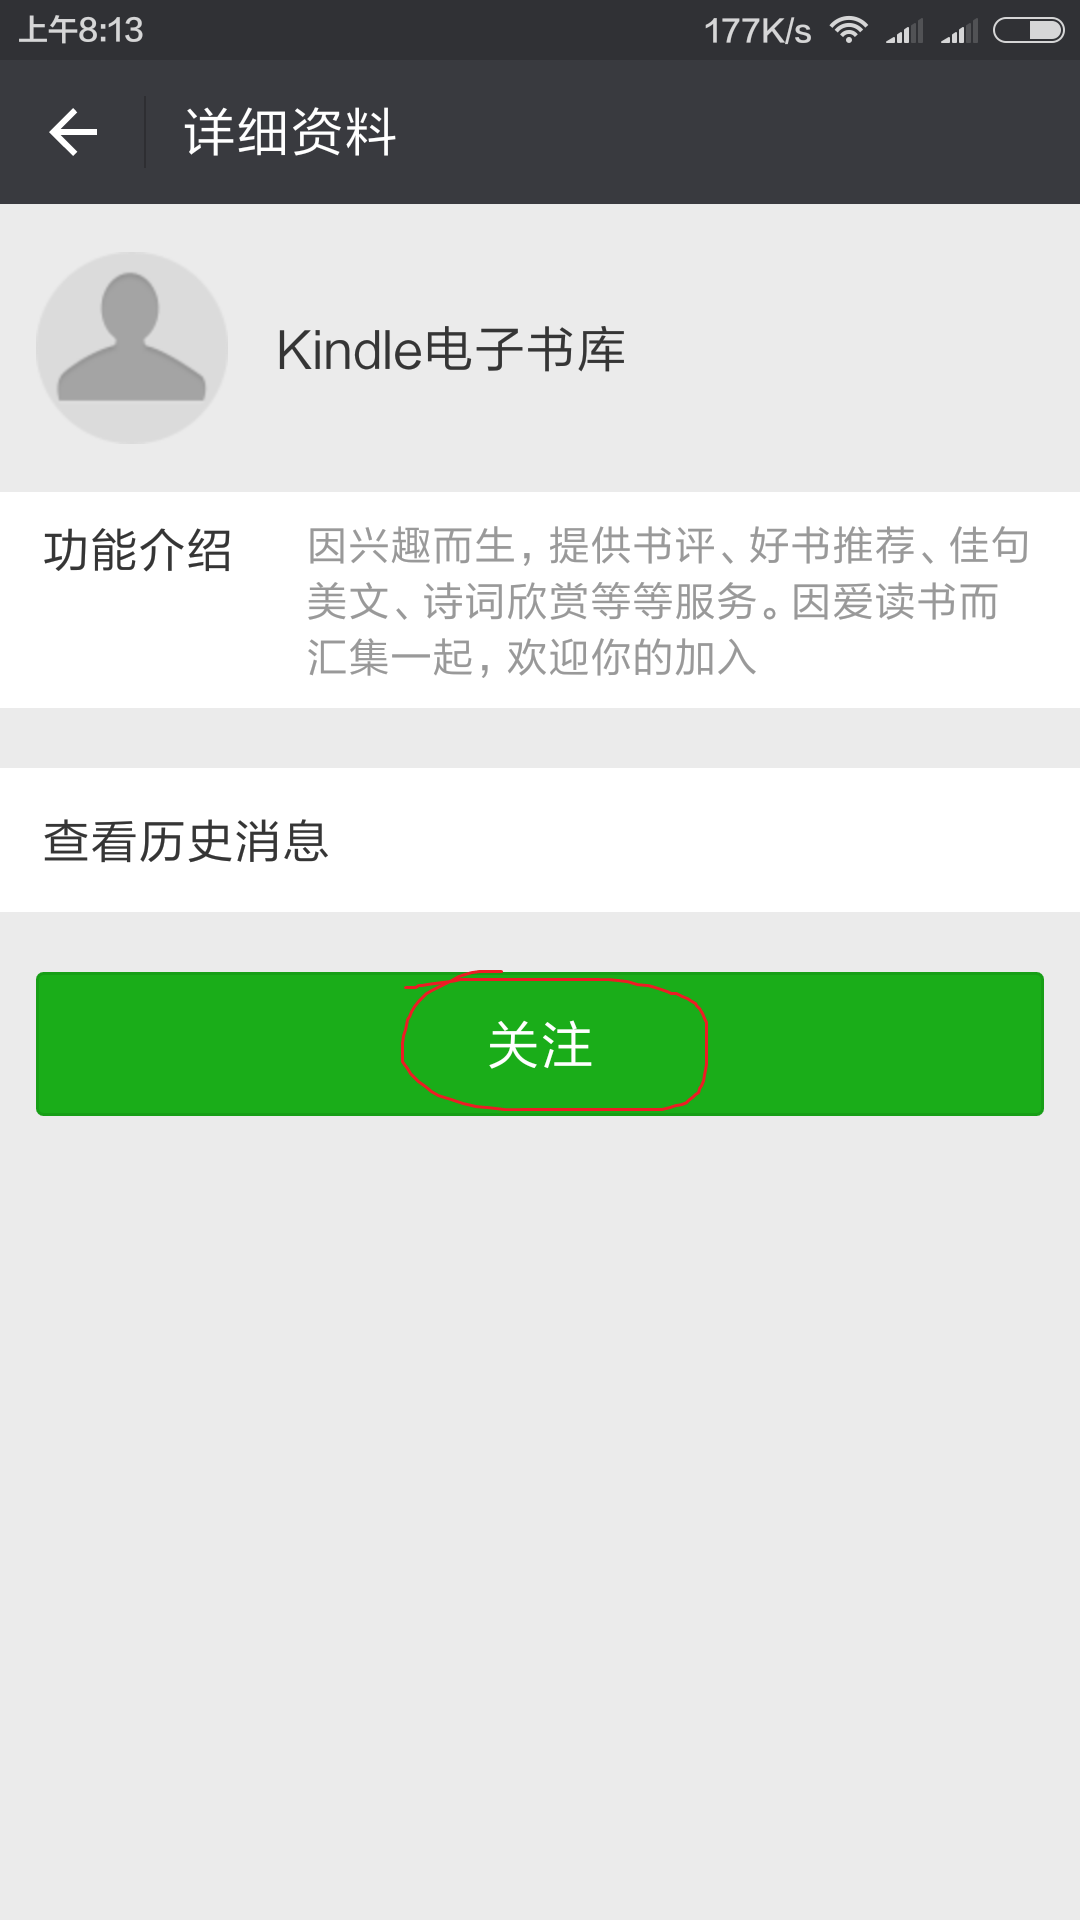 上午8:13 177K/s
详细资料
Kindle电子书库
功能介绍 因兴趣而生，提供书评、好书推荐、佳句
美文、诗词欣赏等等服务。因爱读书而
汇集一起，欢迎你的加入
查看历史消息
关注